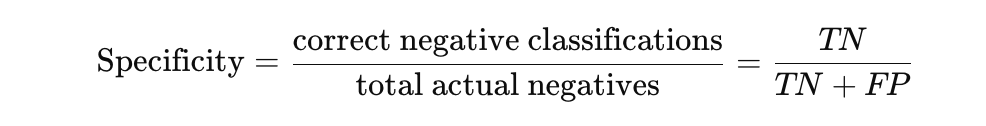 Specificity = correct negative classifications / total actual negatives = TN / TN + FP